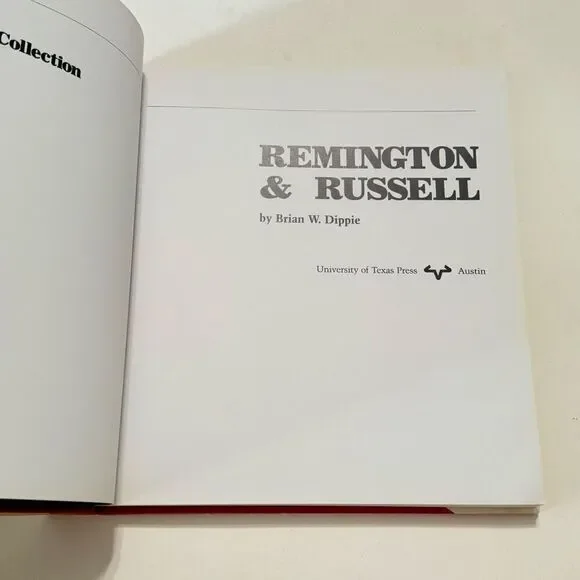 Collection
REMINGTON
& RUSSELL
by Brian W. Dippie
University of Texas Press Austin